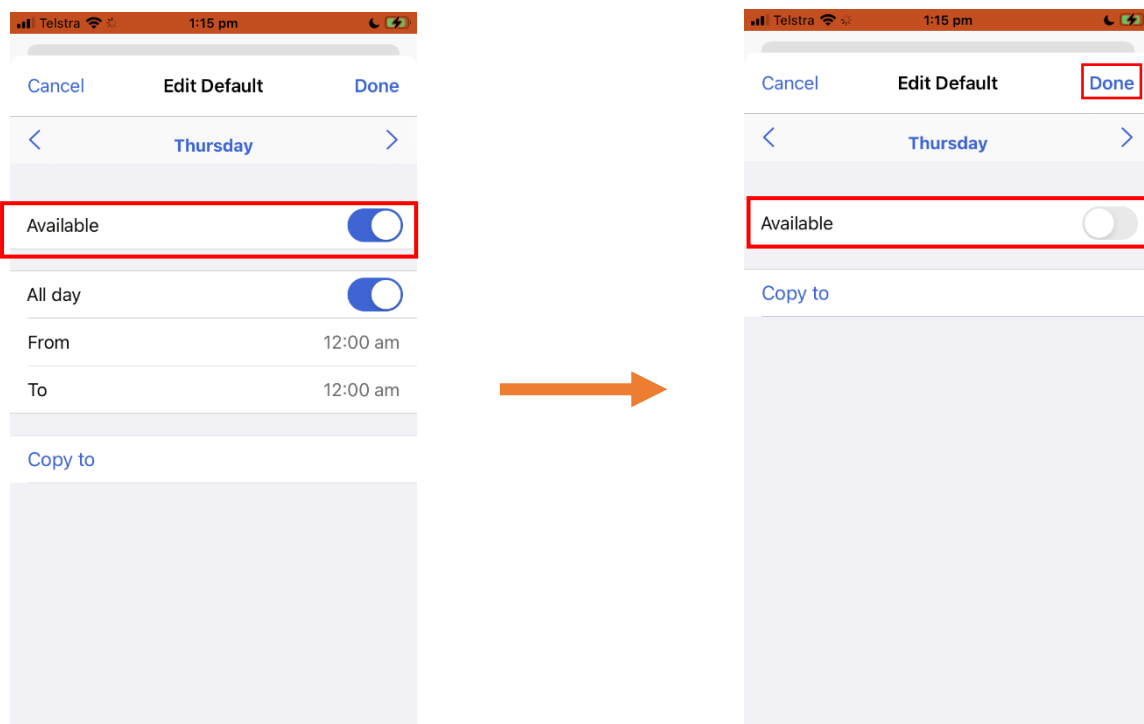 Telstra 1:15 pm
Cancel Edit Default Done
Thursday
Available
All day
From 12:00 am
To 12:00 am
Copy to
Telstra 1:15 pm
Cancel Edit Default Done
Thursday
Available
Copy to